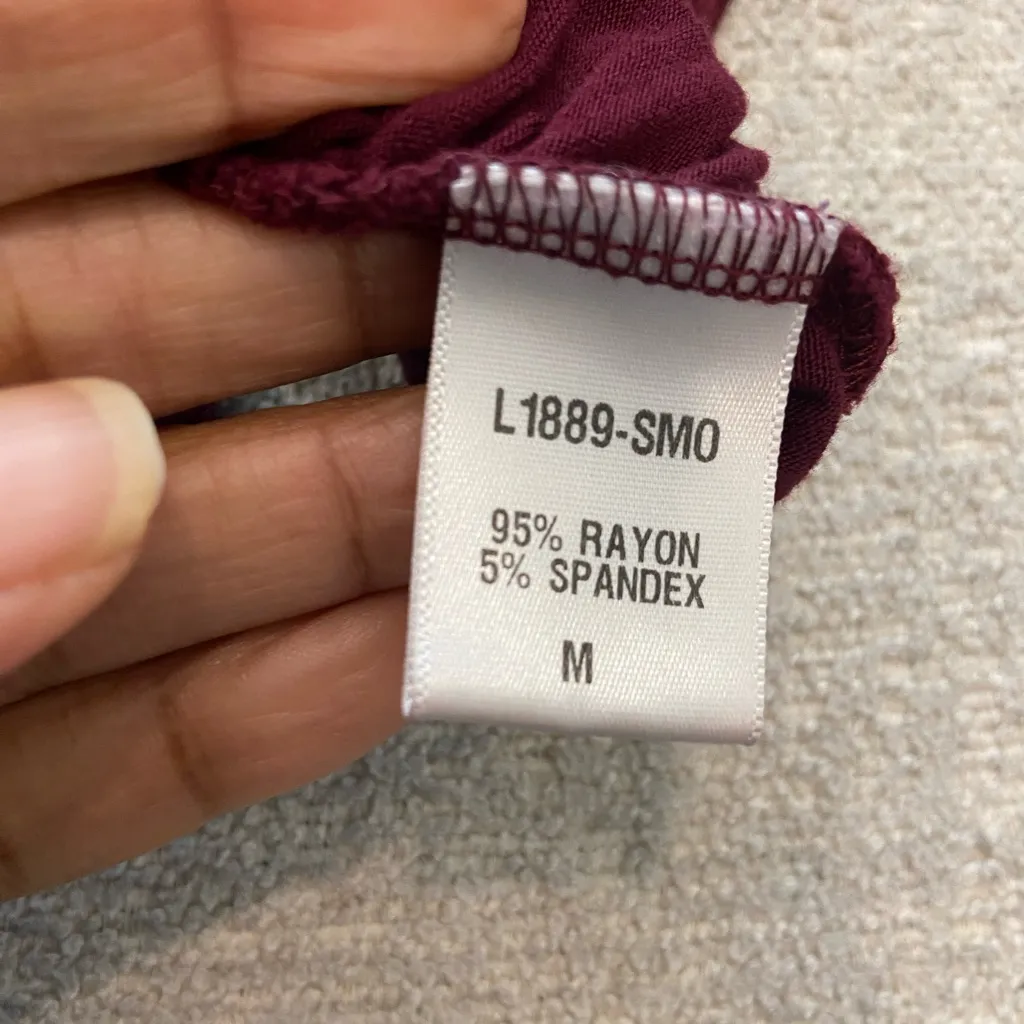 L1889-SMO
95% RAYON
5% SPANDEX
M